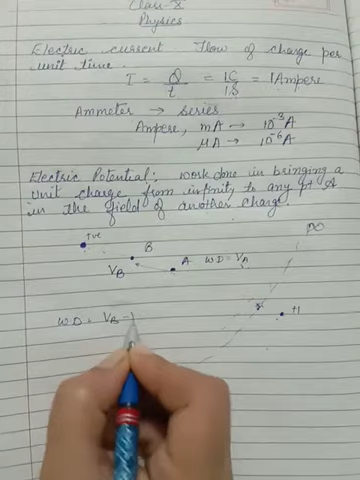 Class-X
Physics
Electric current Flow of charge per
unit time.
I = Q/t = 1C/1S = 1Ampere
Ammeter → series
Ampere, mA → 10⁻³A
μA → 10⁻⁶A
Electric Potential: work done in bringing a
unit charge from infinity to any pt A
in the field of another charge.
∞
+ve
B
VB
A
WD = VA
+1
WD = VB -